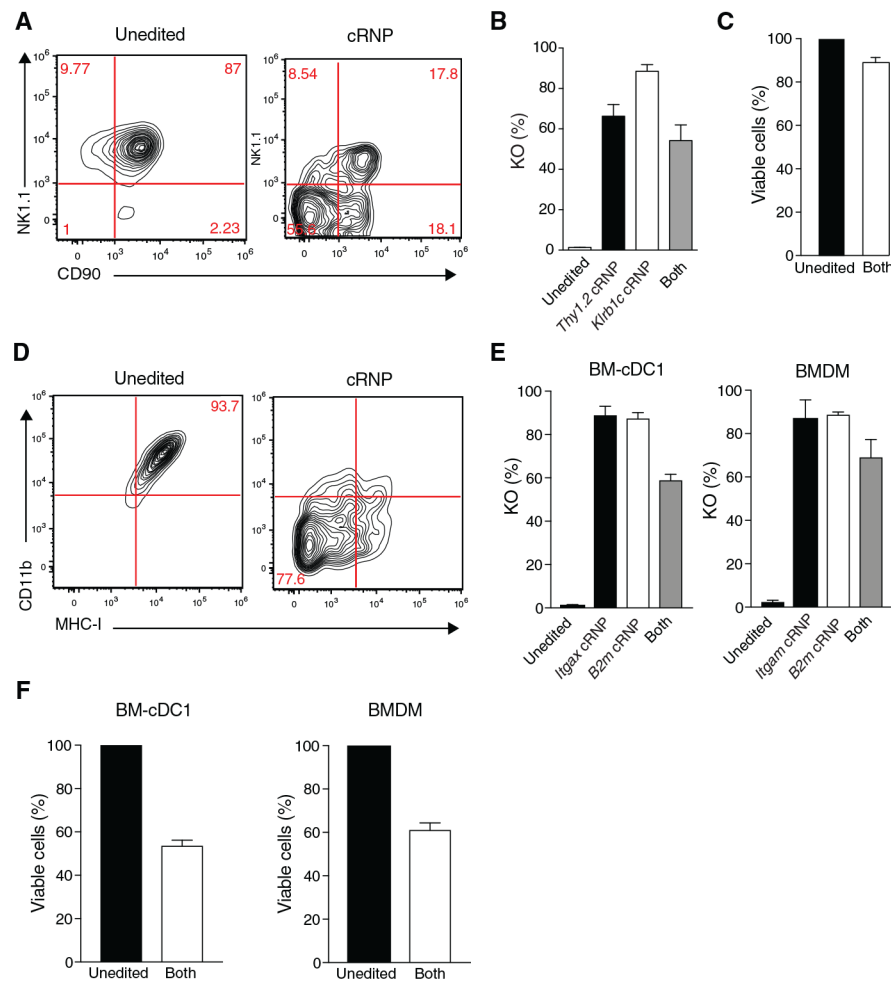 A
Unedited
cRNP
NK1.1
10⁶
10⁵
10⁴
10³
0
9.77
87
1
2.23
0
10³
10⁴
10⁵
10⁶
NK1.1
10⁶
10⁵
10⁴
10³
0
8.54
17.8
18.1
0
10³
10⁴
10⁵
10⁶
CD90
B
KO (%)
100
80
60
40
20
0
Unedited
Thy1.2 cRNP
Klrb1c cRNP
Both
C
Viable cells (%)
100
80
60
40
20
0
Unedited
Both
D
Unedited
cRNP
CD11b
10⁶
10⁵
10⁴
10³
0
93.7
0
10³
10⁴
10⁵
10⁶
10⁶
10⁵
10⁴
10³
0
77.6
0
10³
10⁴
10⁵
10⁶
MHC-I
E
BM-cDC1
KO (%)
100
80
60
40
20
0
Unedited
Itgax cRNP
B2m cRNP
Both
BMDM
KO (%)
100
80
60
40
20
0
Unedited
Itgam cRNP
B2m cRNP
Both
F
BM-cDC1
Viable cells (%)
100
80
60
40
20
0
Unedited
Both
BMDM
Viable cells (%)
100
80
60
40
20
0
Unedited
Both